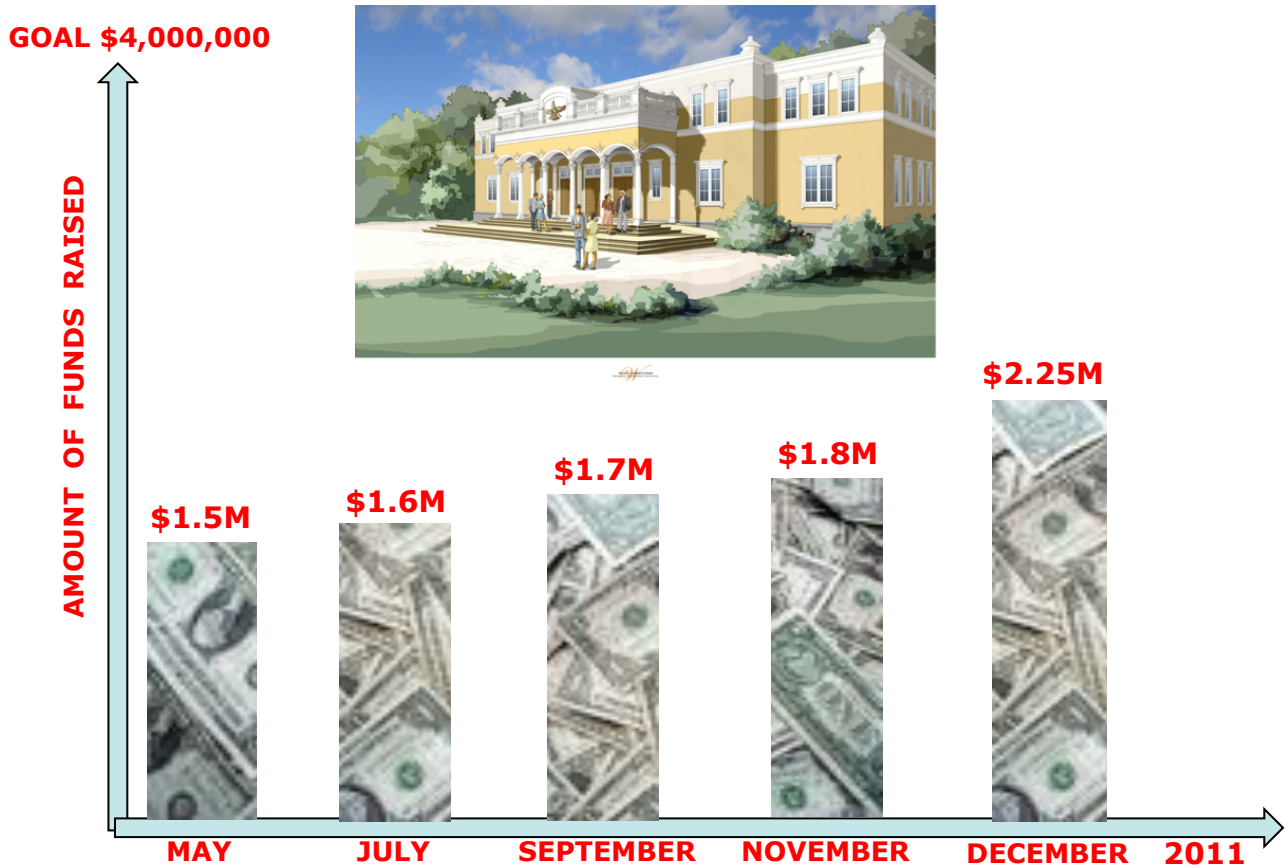 GOAL $4,000,000
AMOUNT OF FUNDS RAISED
$2.25M
$1.8M
$1.7M
$1.6M
$1.5M
MAY JULY SEPTEMBER NOVEMBER DECEMBER 2011